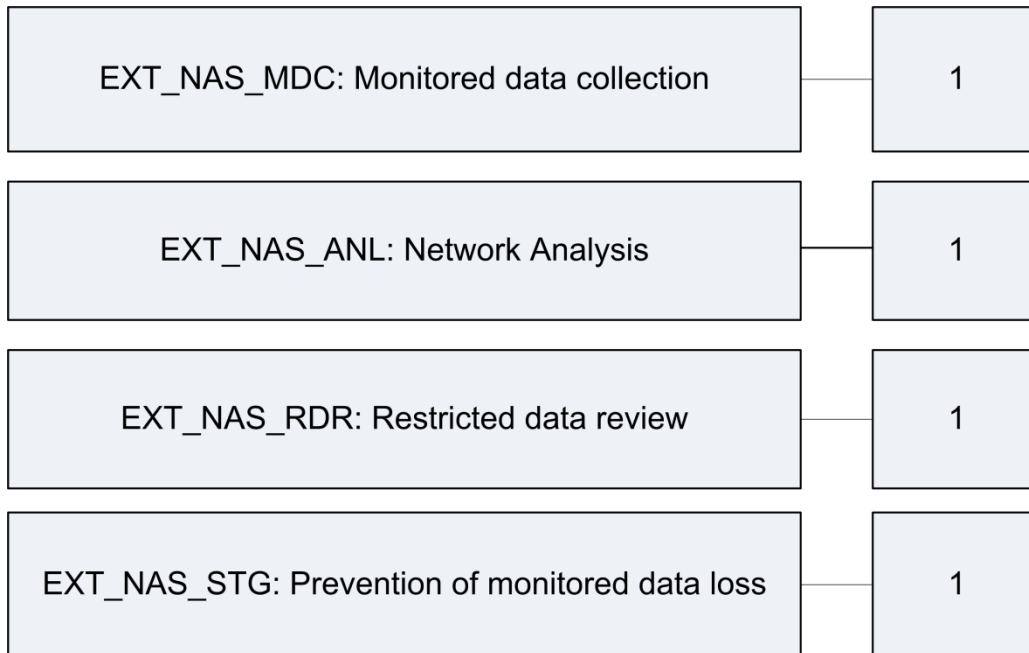 EXT_NAS_MDC: Monitored data collection 1
EXT_NAS_ANL: Network Analysis 1
EXT_NAS_RDR: Restricted data review 1
EXT_NAS_STG: Prevention of monitored data loss 1